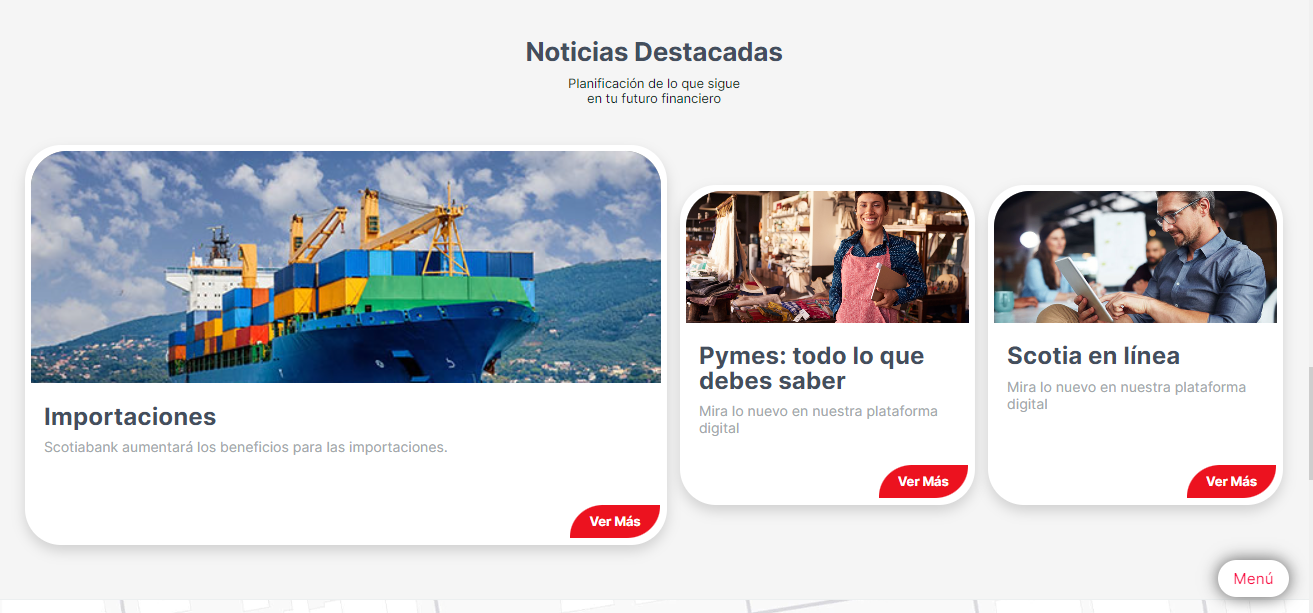 Noticias Destacadas
Planificación de lo que sigue
en tu futuro financiero
Importaciones
Scotiabank aumentará los beneficios para las importaciones.
Ver Más
Pymes: todo lo que
debes saber
Mira lo nuevo en nuestra plataforma
digital
Ver Más
Scotia en línea
Mira lo nuevo en nuestra plataforma
digital
Ver Más
Menú